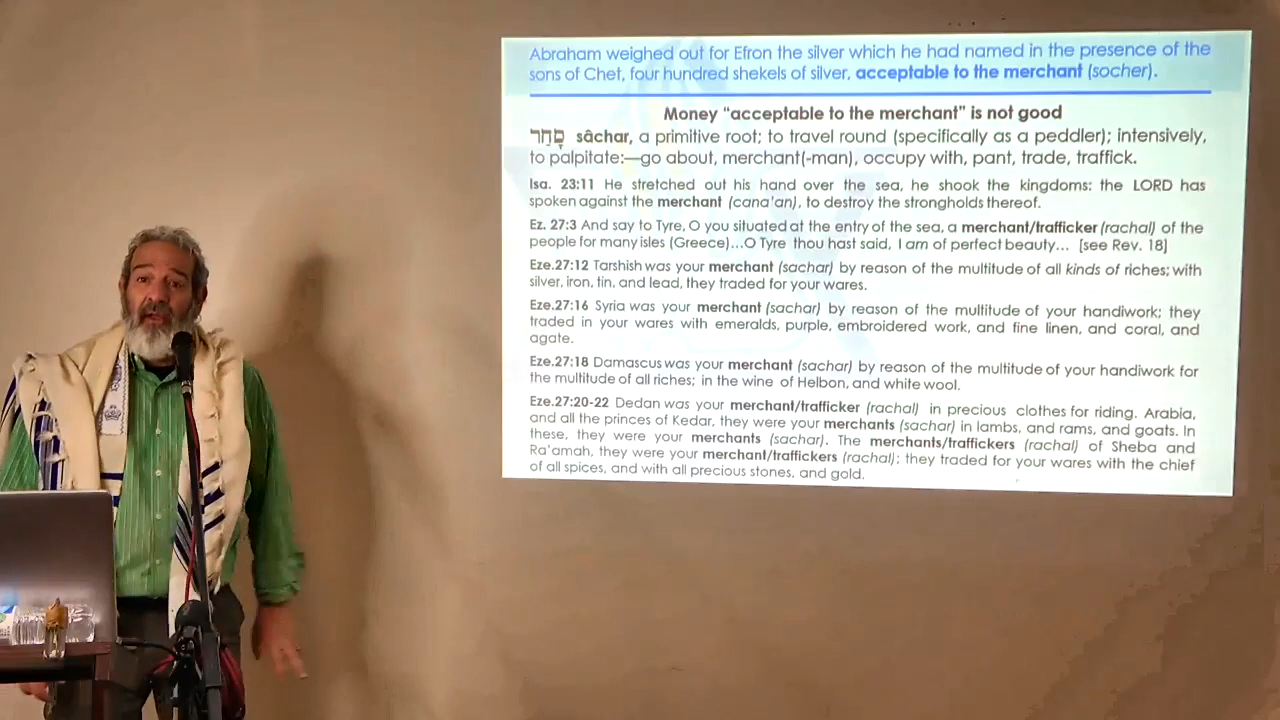 Abraham weighed out for Efron the silver which he had named in the presence of the
sons of Chet, four hundred shekels of silver, acceptable to the merchant (socher).
Money “acceptable to the merchant” is not good
סָחַר sâchar, a primitive root; to travel round (specifically as a peddler); intensively,
to palpitate:—go about, merchant(-man), occupy with, pant, trade, traffick.
Isa. 23:11 He stretched out his hand over the sea, he shook the kingdoms: the LORD has
spoken against the merchant (cana’an), to destroy the strongholds thereof.
Ez. 27:3 And say to Tyre, O you situated at the entry of the sea, a merchant/trafficker (rachal) of the
people for many isles (Greece)…O Tyre thou hast said, I am of perfect beauty… [see Rev. 18]
Eze.27:12 Tarshish was your merchant (sachar) by reason of the multitude of all kinds of riches; with
silver, iron, tin, and lead, they traded for your wares.
Eze.27:16 Syria was your merchant (sachar) by reason of the multitude of your handiwork; they
traded in your wares with emeralds, purple, embroidered work, and fine linen, and coral, and
agate.
Eze.27:18 Damascus was your merchant (sachar) by reason of the multitude of your handiwork for
the multitude of all riches; in the wine of Helbon, and white wool.
Eze.27:20-22 Dedan was your merchant/trafficker (rachal) in precious clothes for riding. Arabia,
and all the princes of Kedar, they were your merchants (sachar) in lambs, and rams, and goats. In
these, they were your merchants (sachar). The merchants/traffickers (rachal) of Sheba and
Ra’amah, they were your merchant/traffickers (rachal); they traded for your wares with the chief
of all spices, and with all precious stones, and gold.